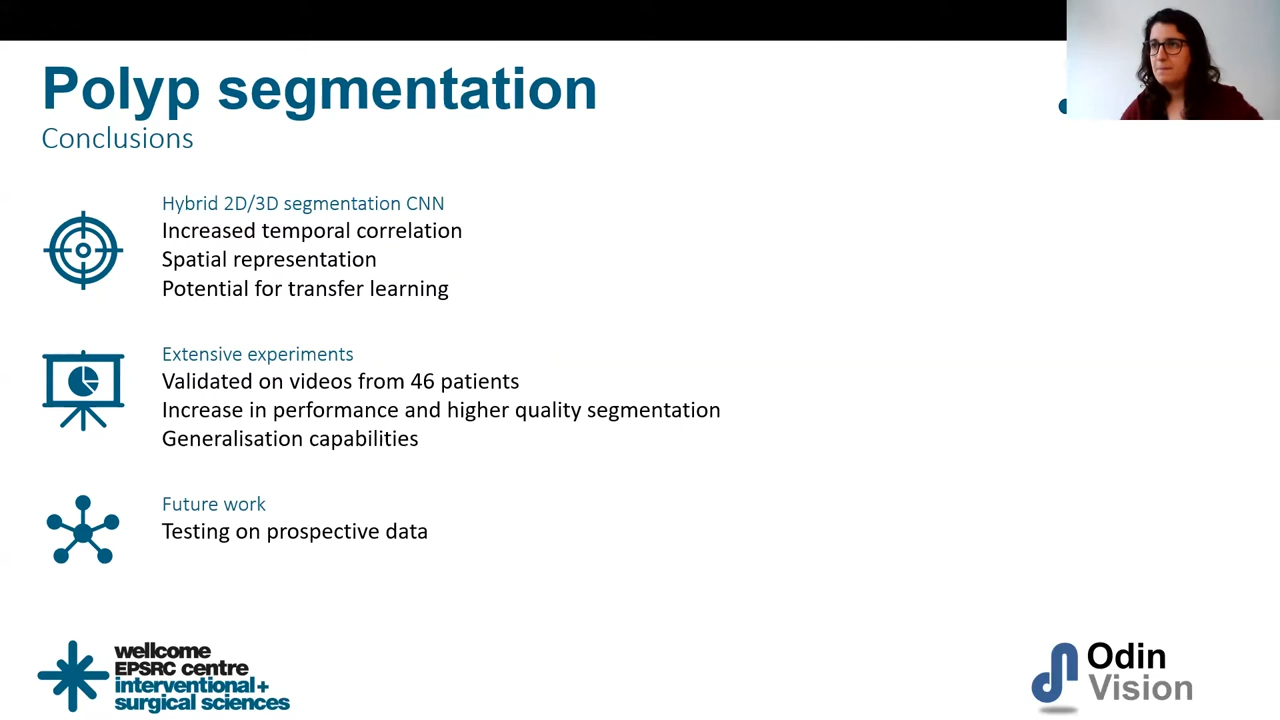 Polyp segmentation
Conclusions
Hybrid 2D/3D segmentation CNN
Increased temporal correlation
Spatial representation
Potential for transfer learning
Extensive experiments
Validated on videos from 46 patients
Increase in performance and higher quality segmentation
Generalisation capabilities
Future work
Testing on prospective data
wellcome
EPSRC centre
interventional+
surgical sciences
Odin
Vision